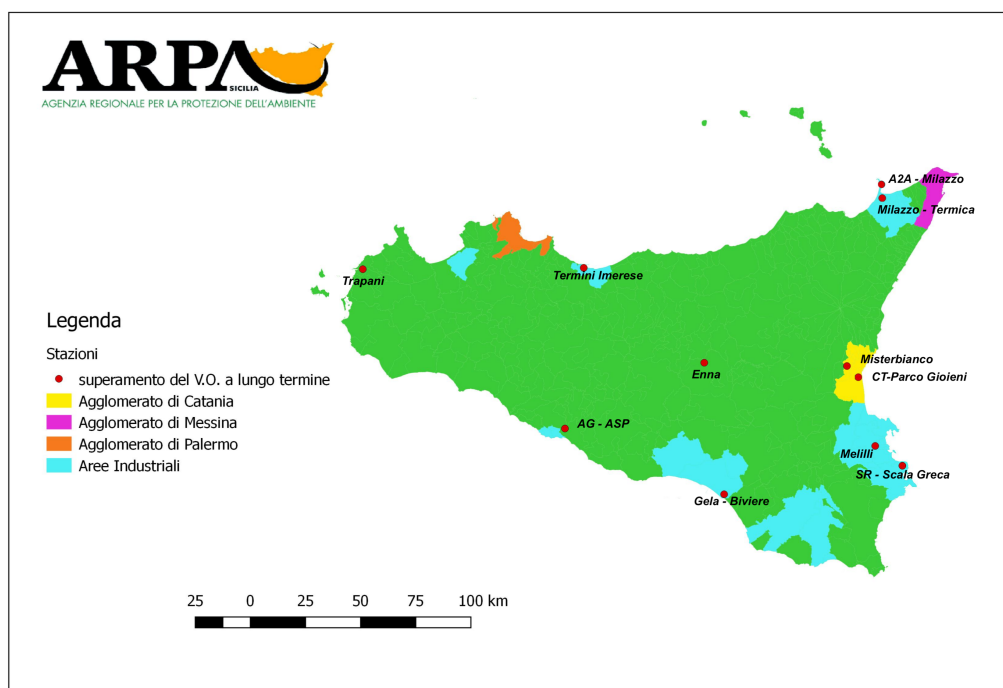 ARPA
SICILIA
AGENZIA REGIONALE PER LA PROTEZIONE DELL'AMBIENTE
A2A - Milazzo
Milazzo - Termica
Trapani
Termini Imerese
Legenda
Stazioni
superamento del V.O. a lungo termine
Agglomerato di Catania
Agglomerato di Messina
Agglomerato di Palermo
Aree Industriali
Misterbianco
Enna
CT-Parco Gioieni
AG - ASP
Melilli
SR - Scala Greca
Gela - Biviere
25 0 25 50 75 100 km